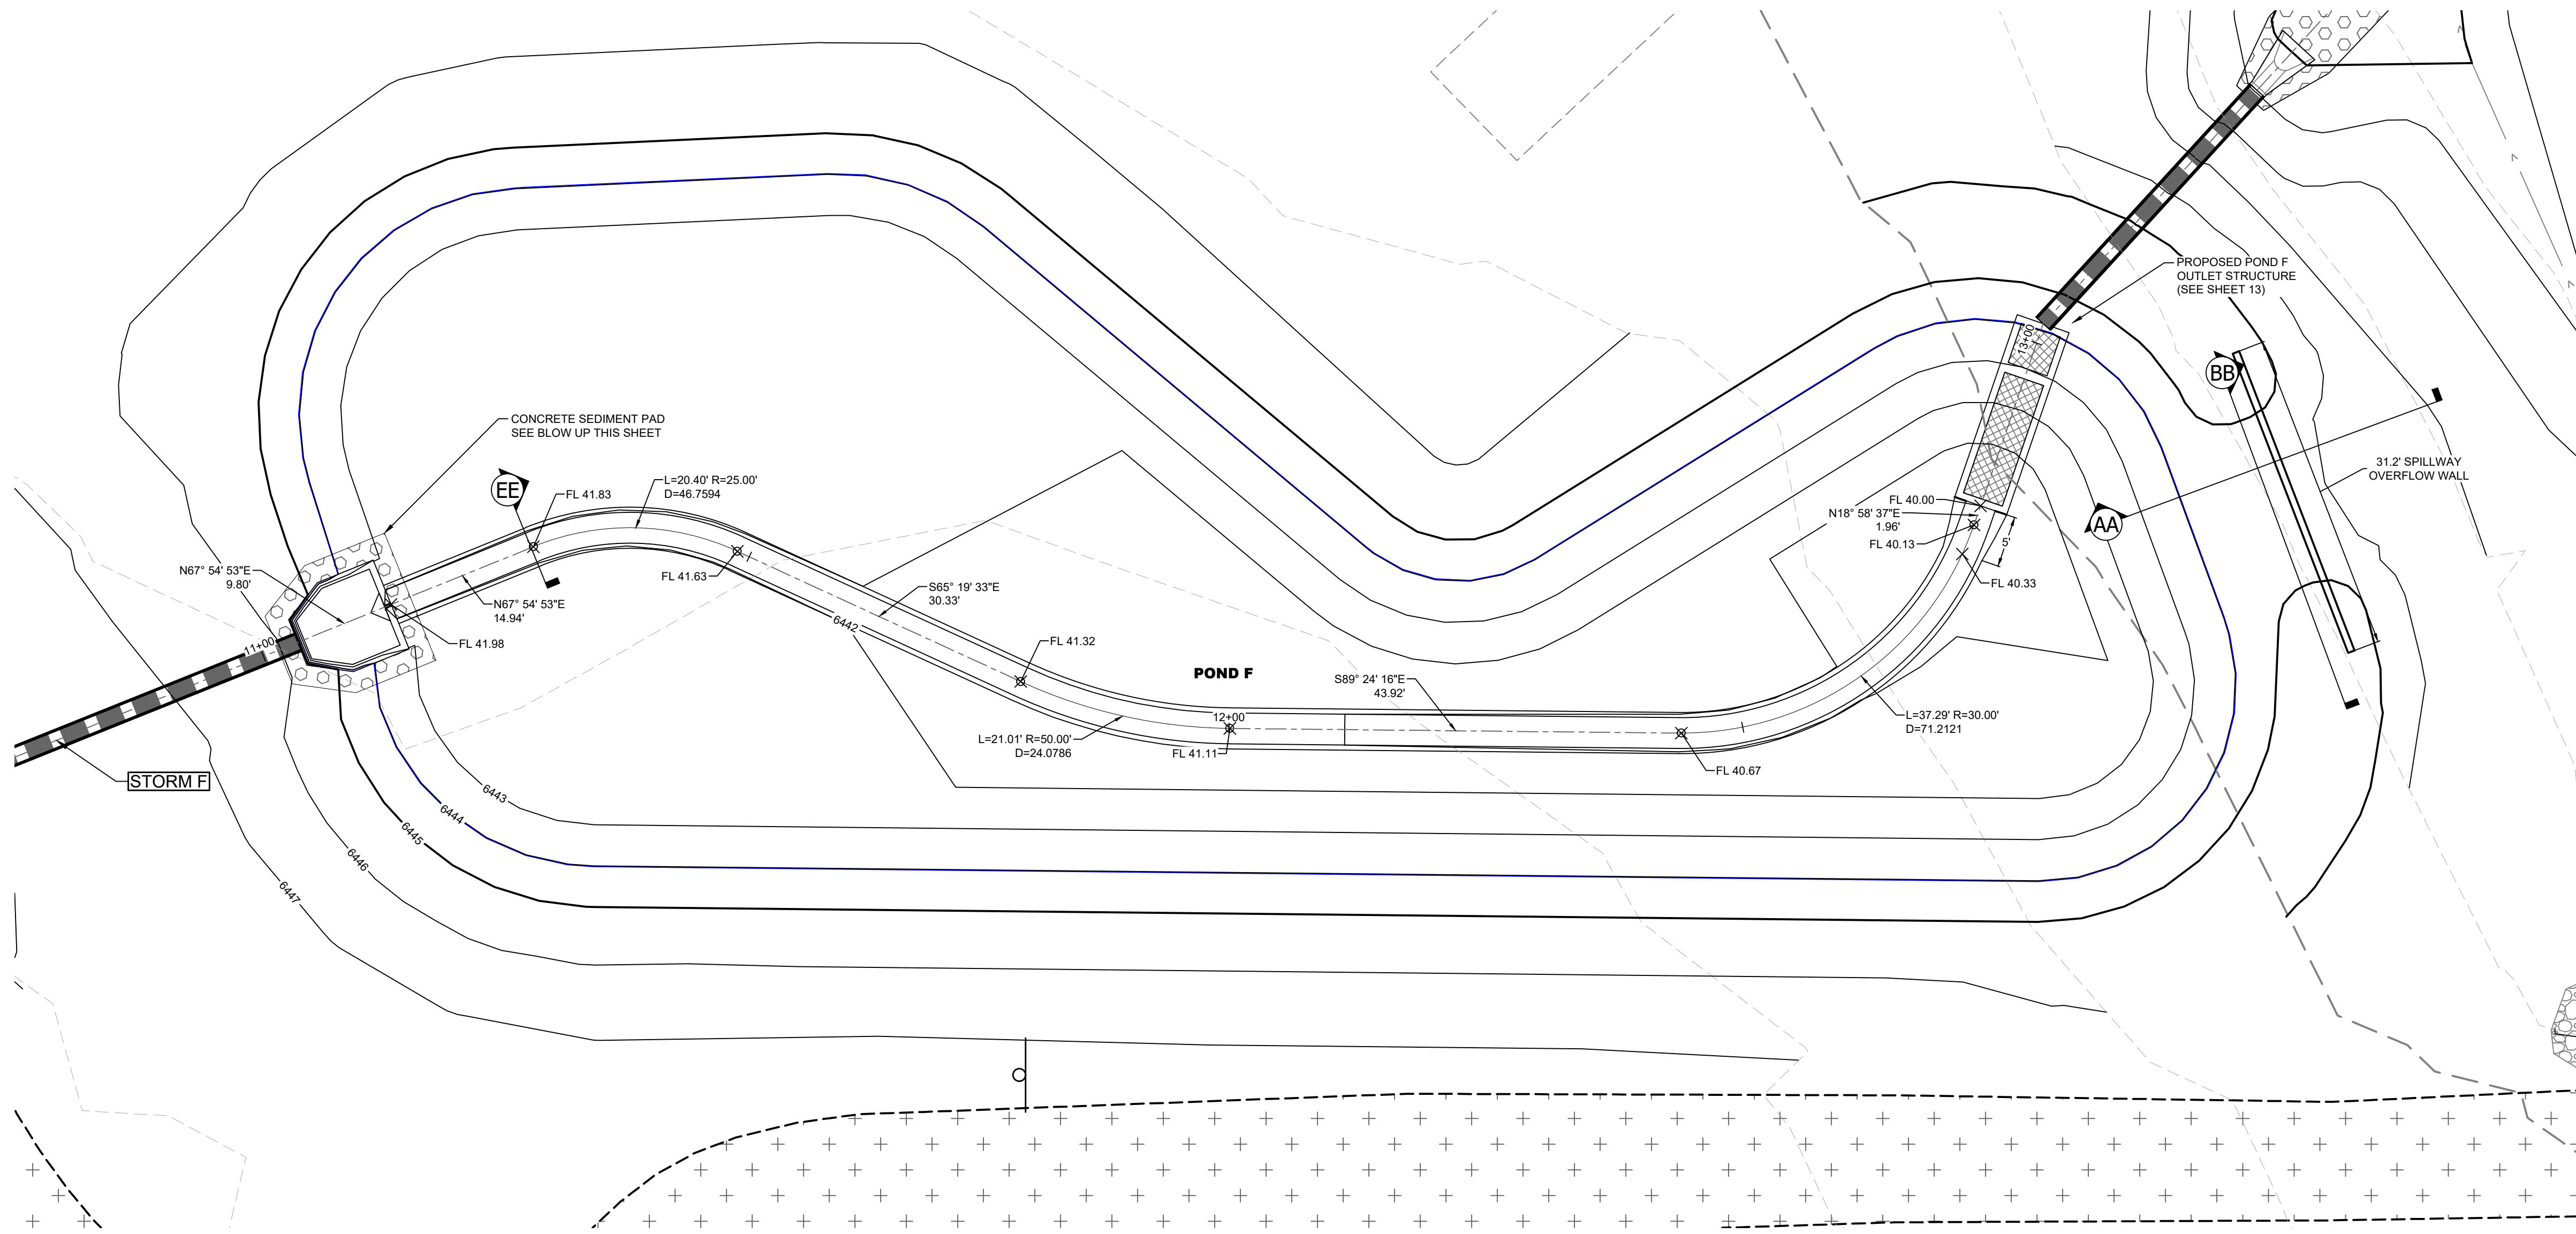 PROPOSED POND F
OUTLET STRUCTURE
(SEE SHEET 13)
13+00
BB
CONCRETE SEDIMENT PAD
SEE BLOW UP THIS SHEET
31.2' SPILLWAY
OVERFLOW WALL
EE
FL 41.83
L=20.40' R=25.00'
D=46.7594
FL 40.00
N18° 58' 37"E
1.96'
FL 40.13
5'
AA
FL 41.63
FL 40.33
N67° 54' 53"E
9.80'
N67° 54' 53"E
14.94'
S65° 19' 33"E
30.33'
6442
FL 41.98
11+00
FL 41.32
POND F
S89° 24' 16"E
43.92'
12+00
L=21.01' R=50.00'
D=24.0786
FL 41.11
L=37.29' R=30.00'
D=71.2121
FL 40.67
STORM F
6443
6444
6445
6446
6447